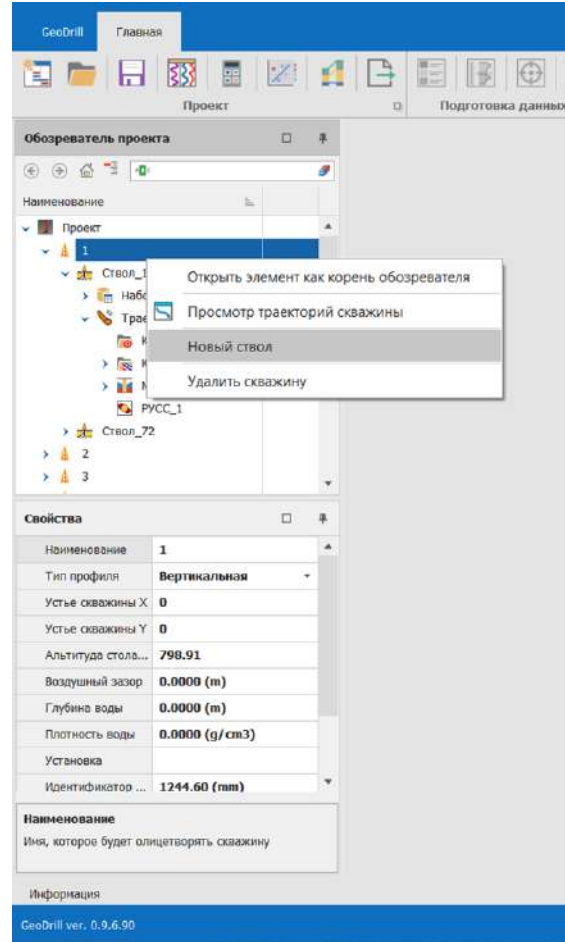 GeoDrill Главная
Проект Подготовка данных
Обозреватель проекта
Наименование
Проект
1
Ствол_1
Открыть элемент как корень обозревателя
Просмотр траекторий скважины
Новый ствол
Удалить скважину
РУСС_1
Ствол_72
2
3
Свойства
Наименование 1
Тип профиля Вертикальная
Устье скважины X 0
Устье скважины Y 0
Альтитуда стола... 798.91
Воздушный зазор 0.0000 (m)
Глубина воды 0.0000 (m)
Плотность воды 0.0000 (g/cm3)
Установка
Идентификатор ... 1244.60 (mm)
Наименование
Имя, которое будет олицетворять скважину
Информация
GeoDrill ver. 0.9.6.90